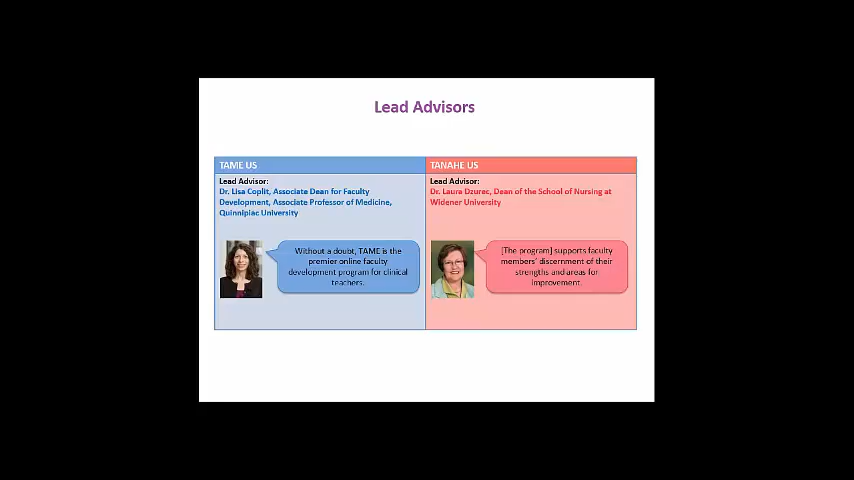 Lead Advisors
TAME US
Lead Advisor:
Dr. Lisa Coplit, Associate Dean for Faculty
Development, Associate Professor of Medicine,
Quinnipiac University
Without a doubt, TAME is the
premier online faculty
development program for clinical
teachers.
TANAHE US
Lead Advisor:
Dr. Laura Dzurec, Dean of the School of Nursing at
Widener University
[The program] supports faculty
members' discernment of their
strengths and areas for
improvement.